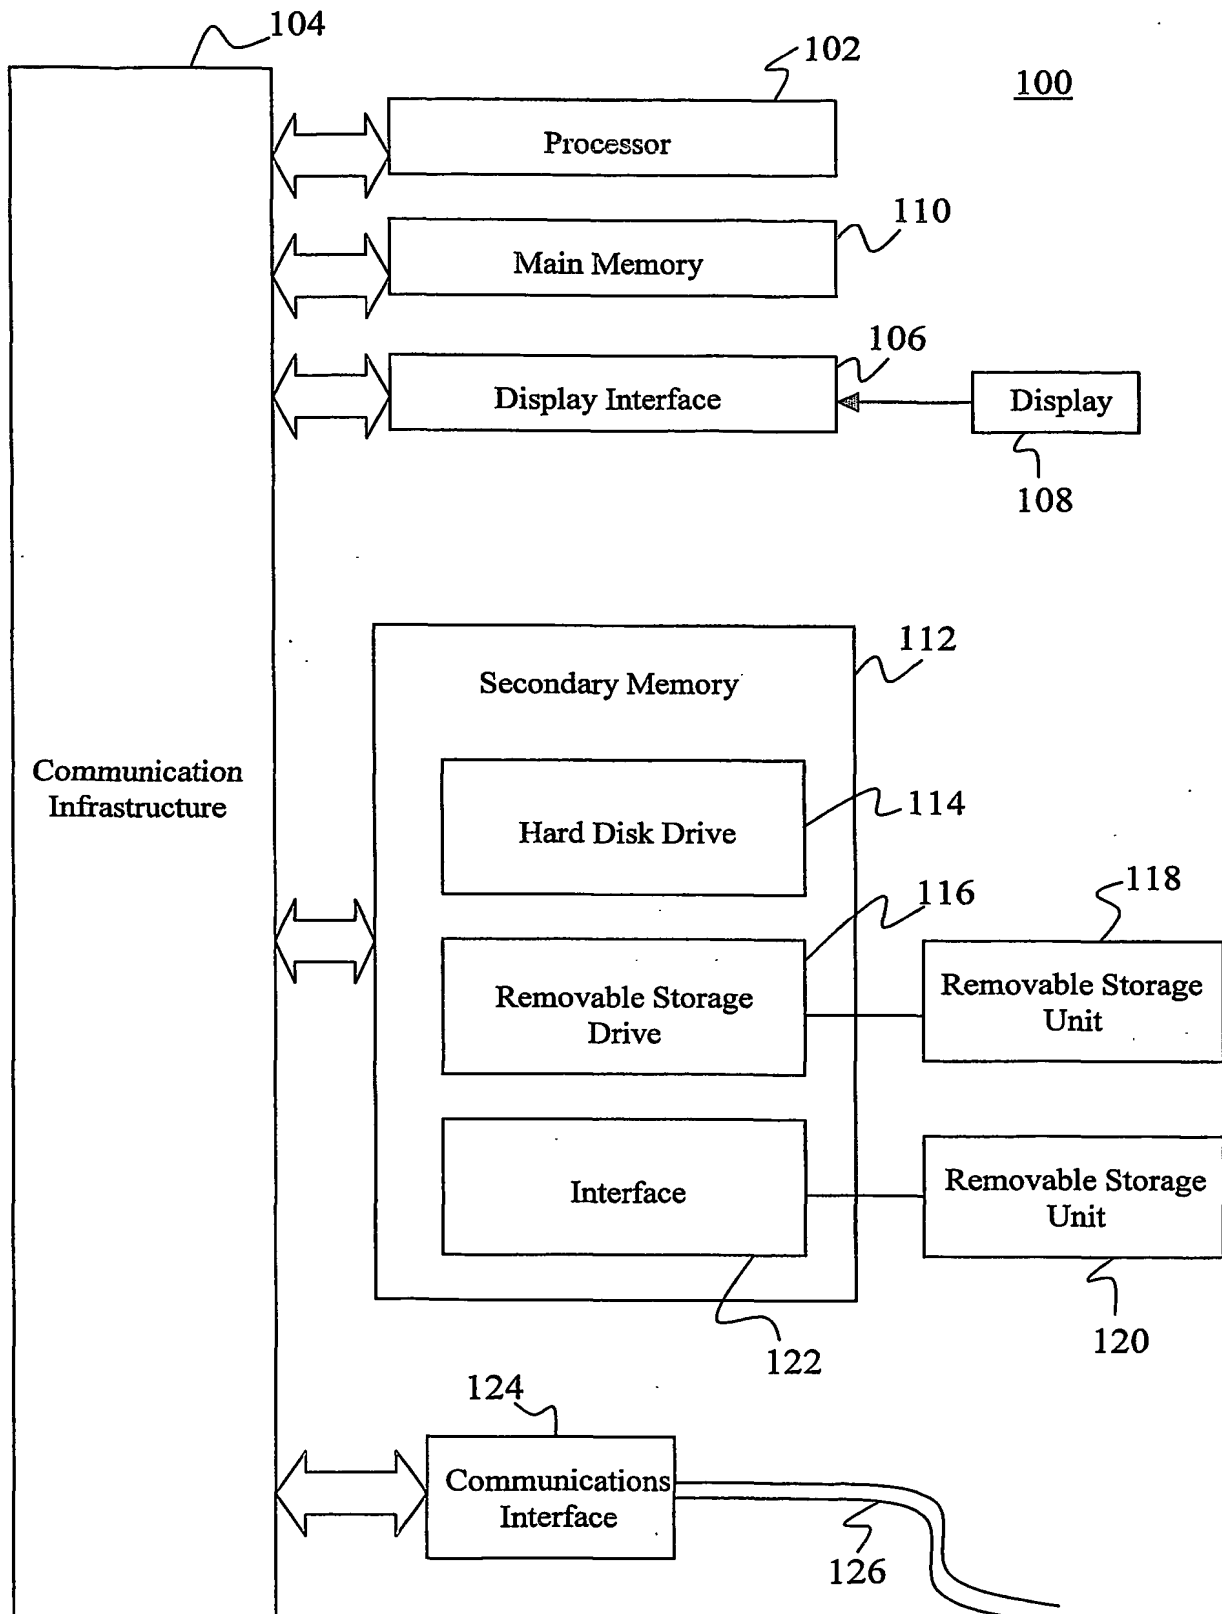 104
102
100
Processor
110
Main Memory
106
Display Interface
Display
108
112
Secondary Memory
Communication
Infrastructure
114
Hard Disk Drive
116
118
Removable Storage
Drive
Removable Storage
Unit
Interface
Removable Storage
Unit
122
120
124
Communications
Interface
126